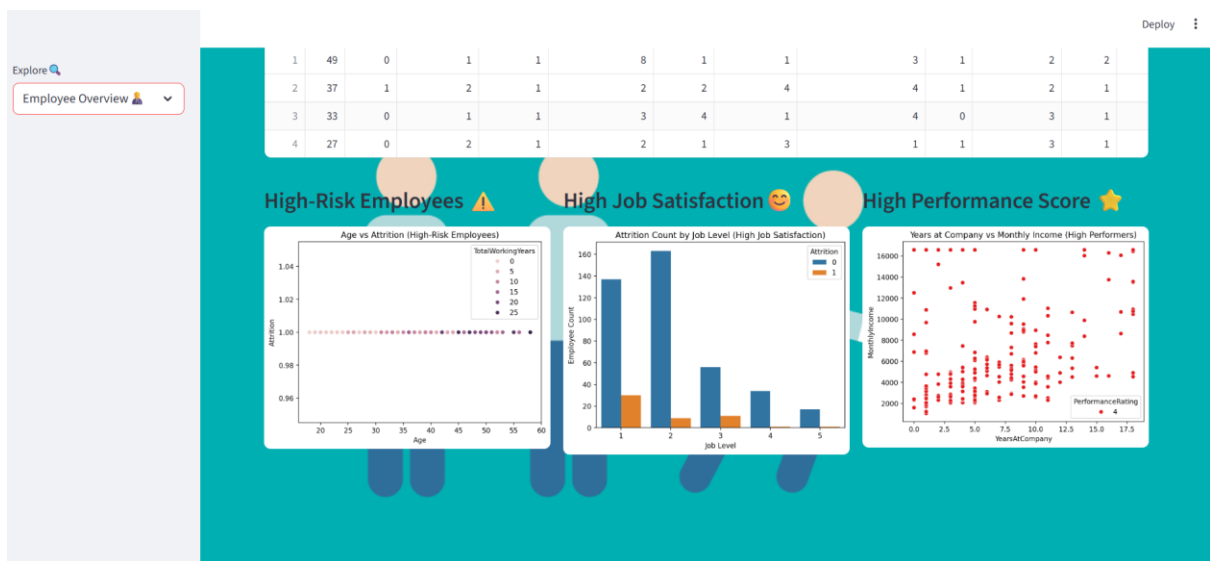 Deploy
Explore
Employee Overview
1 49 0 1 1 8 1 1 3 1 2 2
2 37 1 2 1 2 2 4 4 1 2 1
3 33 0 1 1 3 4 1 4 0 3 1
4 27 0 2 1 2 1 3 1 1 3 1
High-Risk Employees
High Job Satisfaction
High Performance Score
Age vs Attrition (High-Risk Employees)
TotalWorkingYears
0
5
10
15
20
25
1.04
1.02
1.00
0.98
0.96
Attrition
20 25 30 35 40 45 50 55 60
Age
Attrition Count by Job Level (High Job Satisfaction)
Attrition
0
1
160
140
120
100
80
60
40
20
0
Employee Count
1 2 3 4 5
Job Level
Years at Company vs Monthly Income (High Performers)
16000
14000
12000
10000
8000
6000
4000
2000
MonthlyIncome
PerformanceRating
4
0.0 2.5 5.0 7.5 10.0 12.5 15.0 17.5
YearsAtCompany